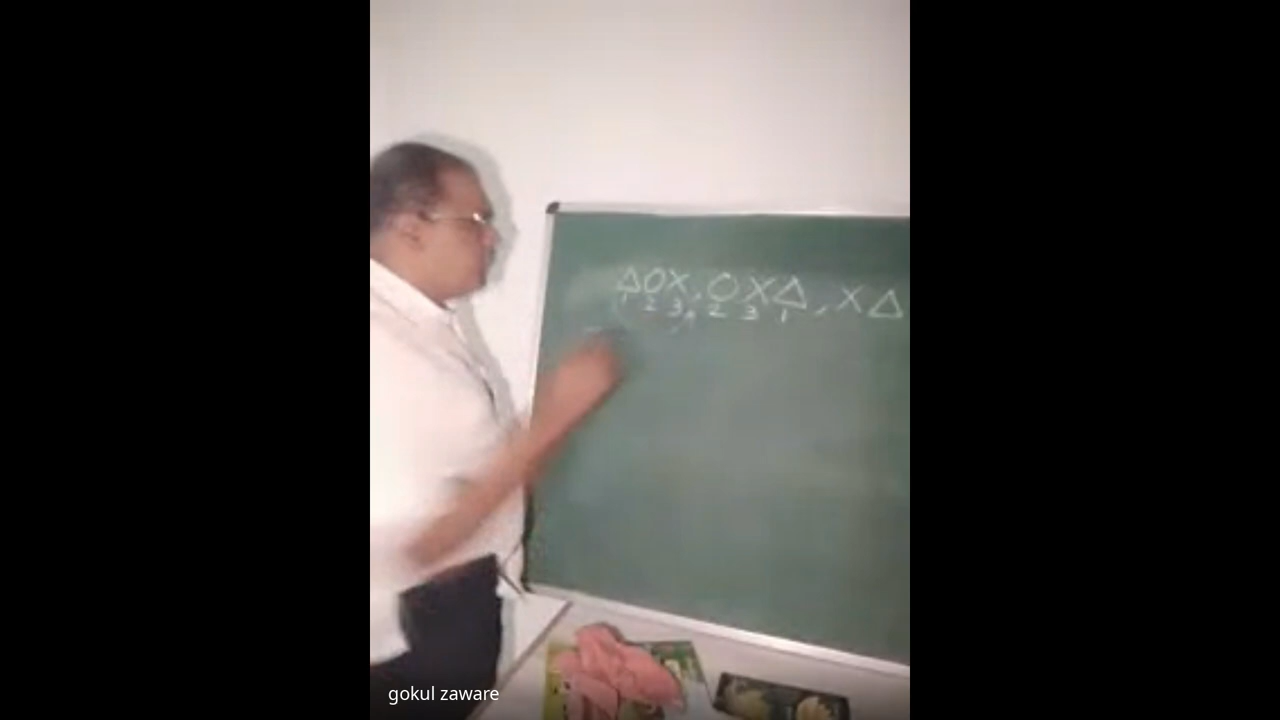 ΔOX, OXΔ, XΔ
1 2 3, 2 3 1
gokul zaware